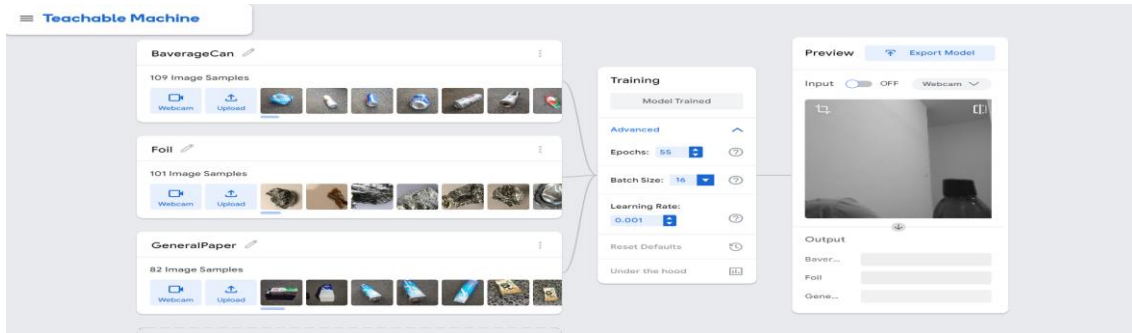 Teachable Machine
BaverageCan
109 Image Samples
Webcam
Upload
Foil
101 Image Samples
Webcam
Upload
GeneralPaper
82 Image Samples
Webcam
Upload
Training
Model Trained
Advanced
Epochs: 55
Batch Size: 16
Learning Rate:
0.001
Reset Defaults
Under the hood
Preview
Export Model
Input OFF Webcam
Output
Baver...
Foil
Gene...